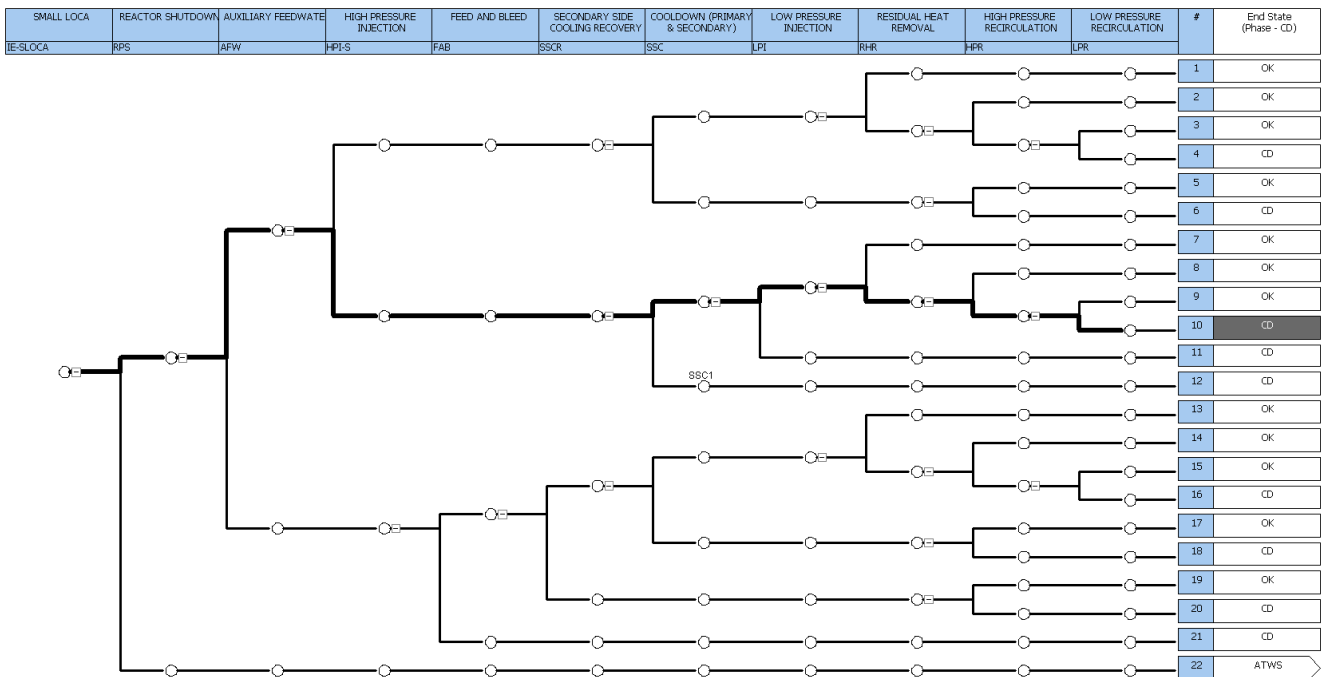 SMALL LOCA
REACTOR SHUTDOWN
AUXILIARY FEEDWATE
HIGH PRESSURE
INJECTION
FEED AND BLEED
SECONDARY SIDE
COOLING RECOVERY
COOLDOWN (PRIMARY
& SECONDARY)
LOW PRESSURE
INJECTION
RESIDUAL HEAT
REMOVAL
HIGH PRESSURE
RECIRCULATION
LOW PRESSURE
RECIRCULATION
#
End State
(Phase - CD)
IE-SLOCA
RPS
AFW
HPI-S
FAB
SSCR
SSC
LPI
RHR
HPR
LPR
1 OK
2 OK
3 OK
4 CD
5 OK
6 CD
7 OK
8 OK
9 OK
10 CD
11 CD
SSC1
12 CD
13 OK
14 OK
15 OK
16 CD
17 OK
18 CD
19 OK
20 CD
21 CD
22 ATWS